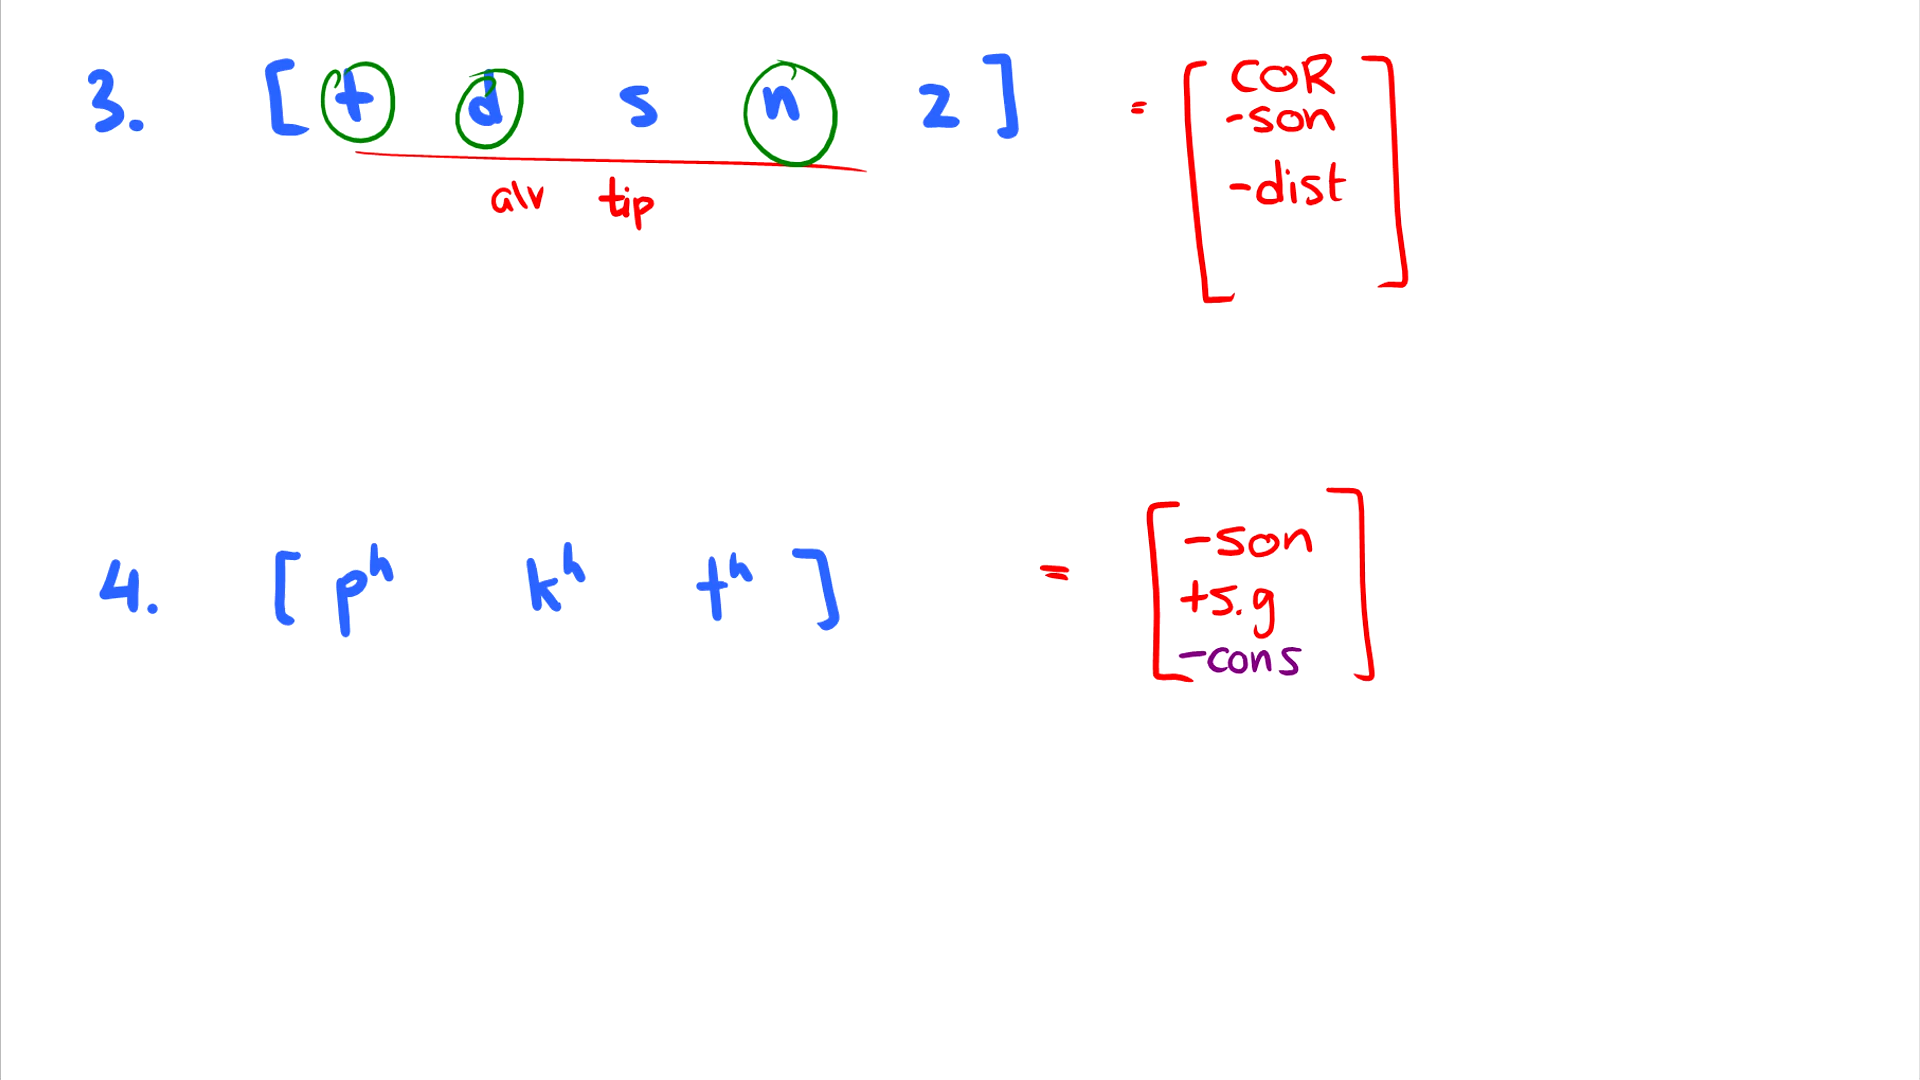 3. [ t d s n z ] = [ COR
-son
-dist ]
alv tip
4. [ pʰ kʰ tʰ ] = [ -son
+s.g
-cons ]